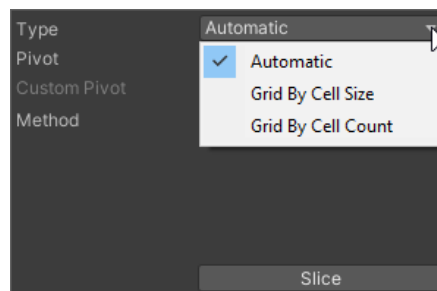 Type Automatic
Pivot Automatic
Custom Pivot Grid By Cell Size
Method Grid By Cell Count
Slice